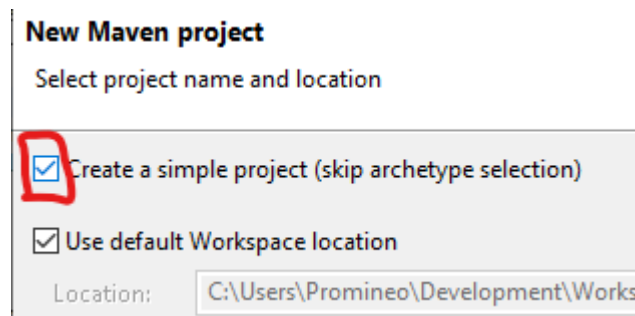 New Maven project
Select project name and location
Create a simple project (skip archetype selection)
Use default Workspace location
Location: C:\Users\Promineo\Development\Works